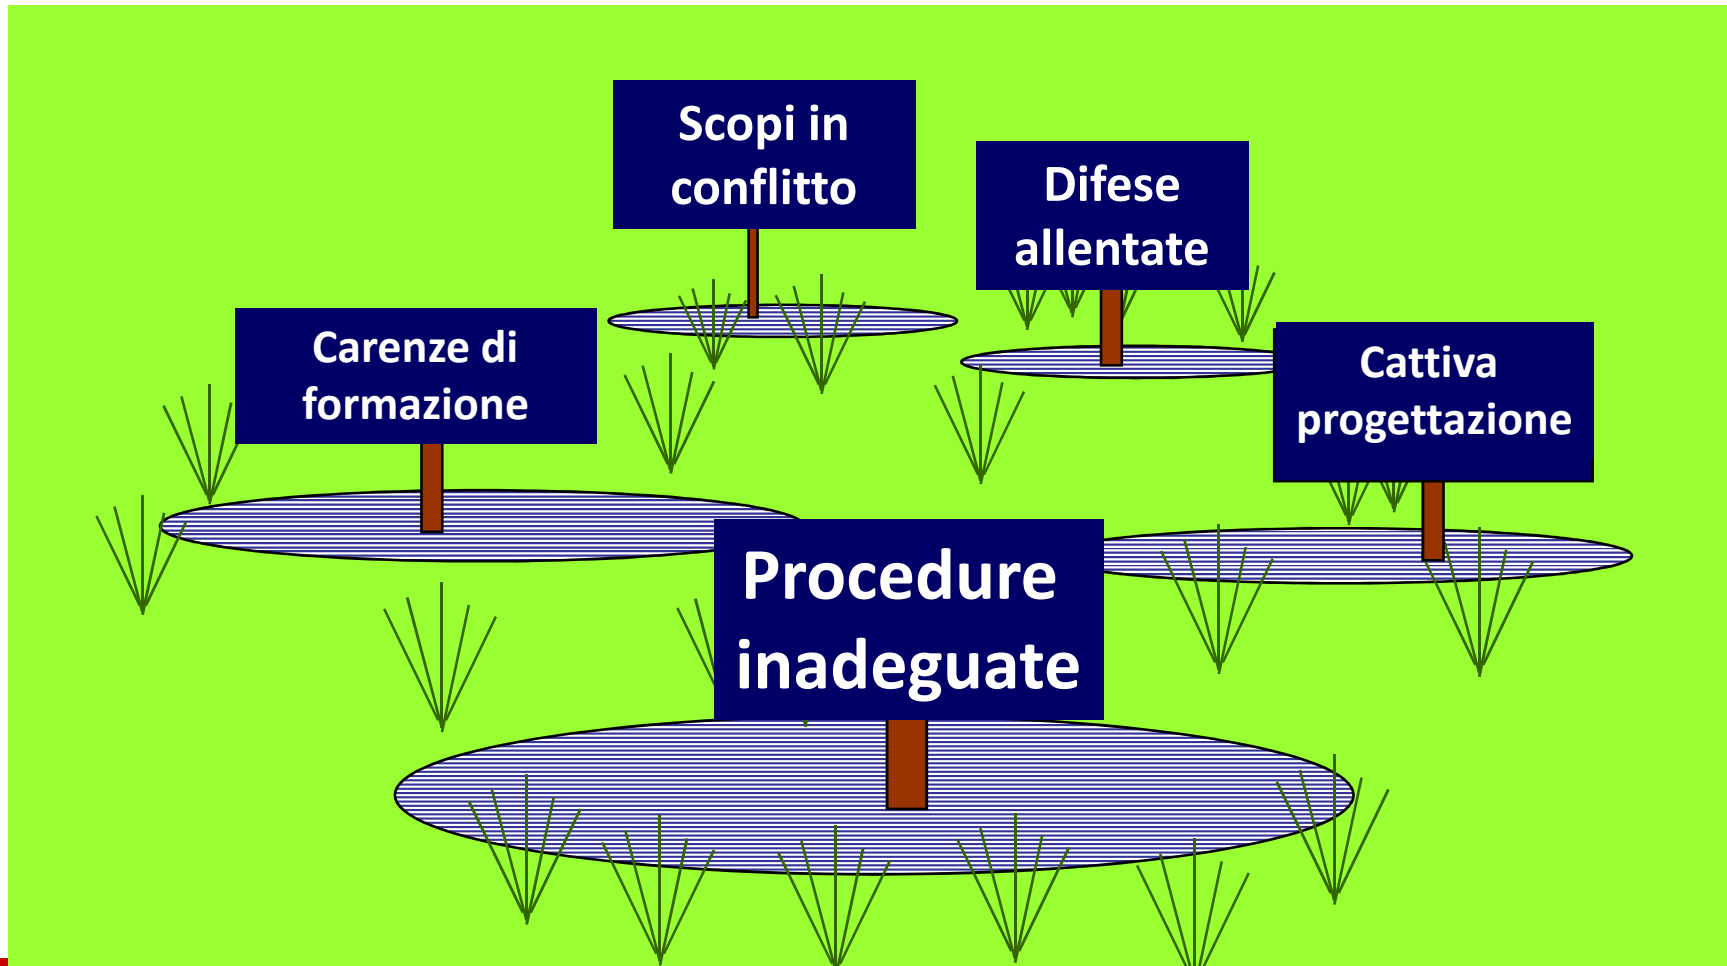 Scopi in
conflitto
Difese
allentate
Carenze di
formazione
Cattiva
progettazione
Procedure
inadeguate